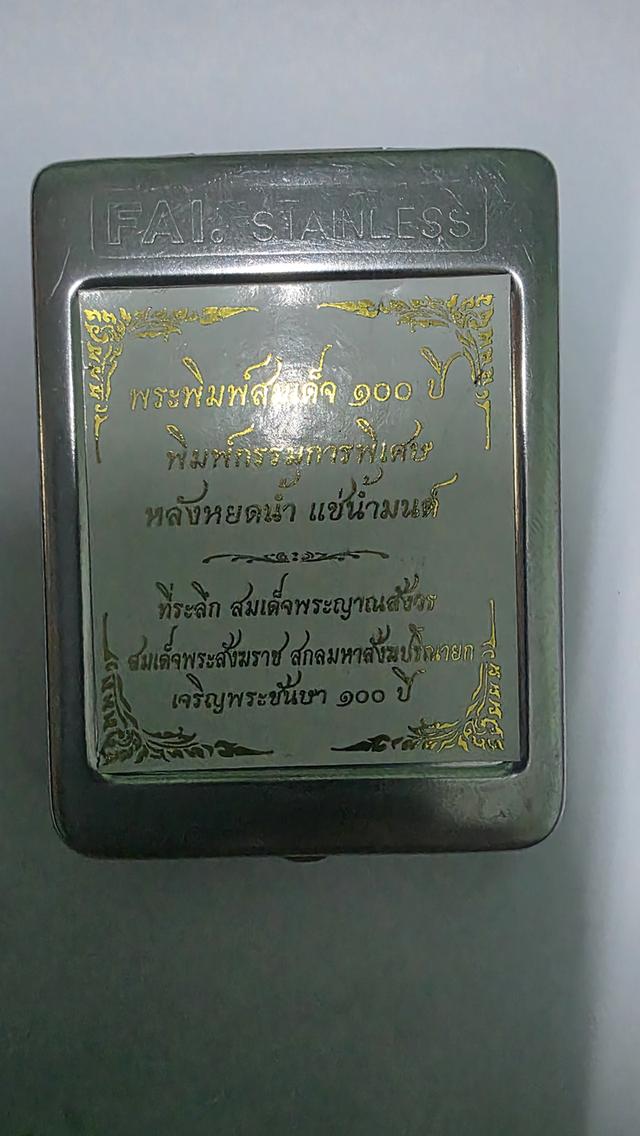 FAI. STAINLESS
พระพิมพ์สมเด็จ ๑๐๐ ปี
พิมพ์กรรมการพิเศษ
หลังหยดน้ำ แช่น้ำมนต์
ที่ระลึก สมเด็จพระญาณสังวร
สมเด็จพระสังฆราช สกลมหาสังฆปริณายก
เจริญพระชันษา ๑๐๐ ปี